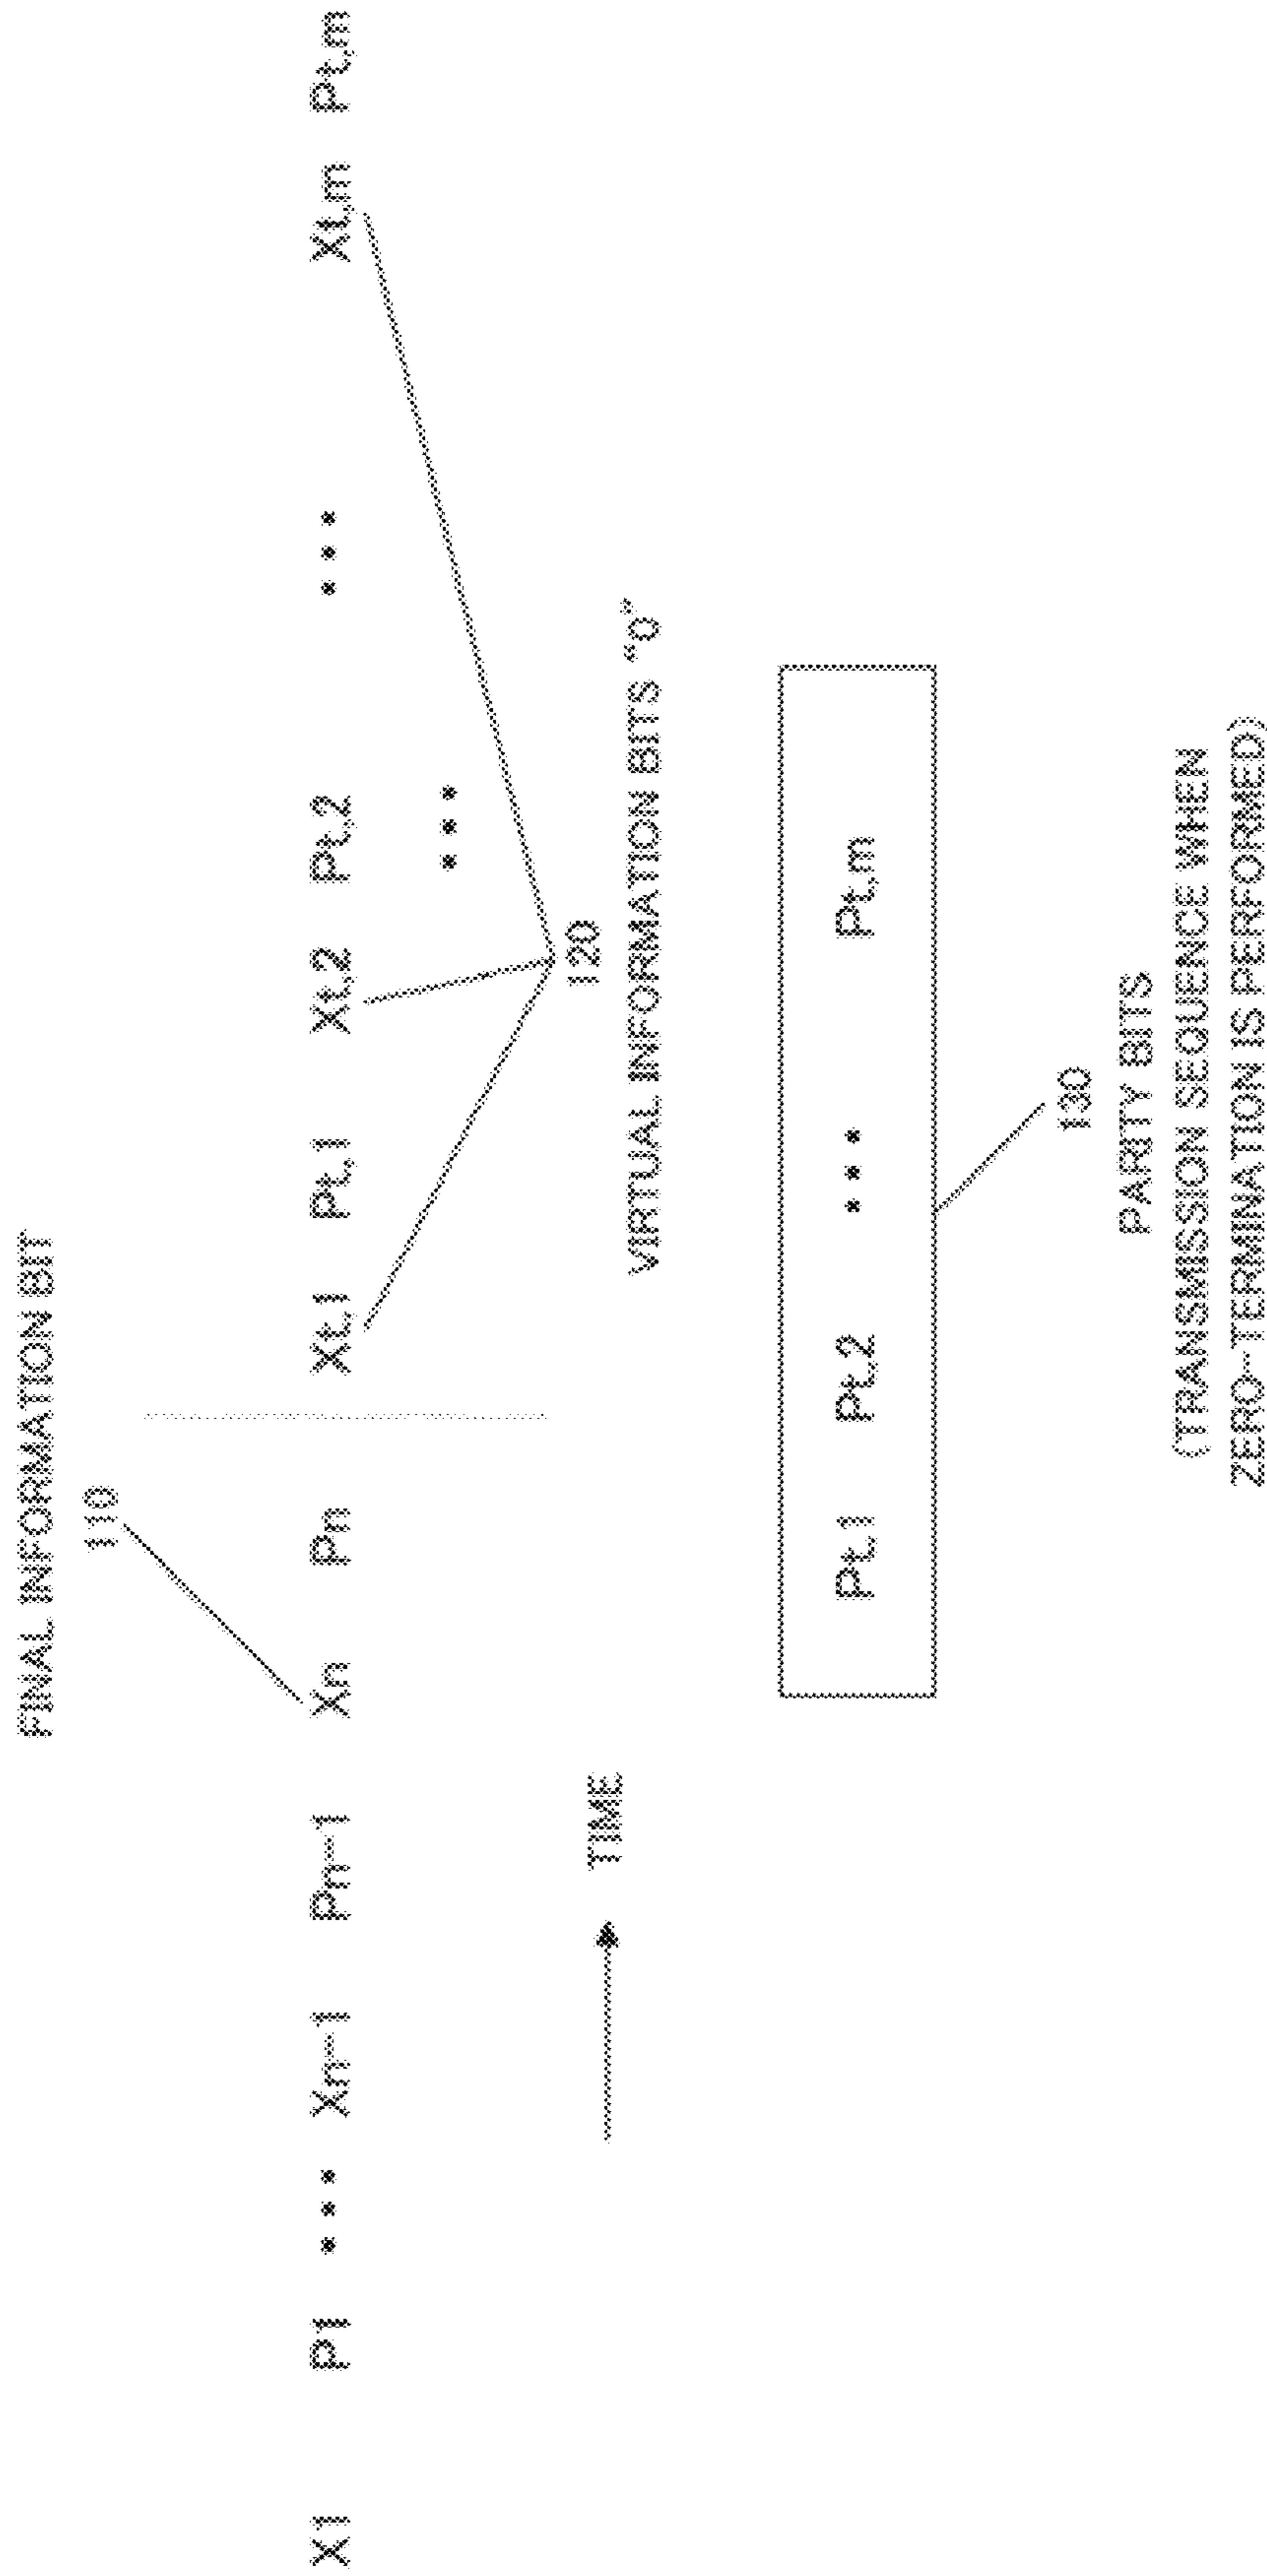 FINAL INFORMATION BIT
110
X1 P1 ••• Xn-1 Pn-1 Xn Pn Xt,1 Pt,1 Xt,2 Pt,2 ••• Xt,m Pt,m
•••
TIME
120
VIRTUAL INFORMATION BITS "0"
Pt,1 Pt,2 ••• Pt,m
130
PARITY BITS
(TRANSMISSION SEQUENCE WHEN
ZERO-TERMINATION IS PERFORMED)